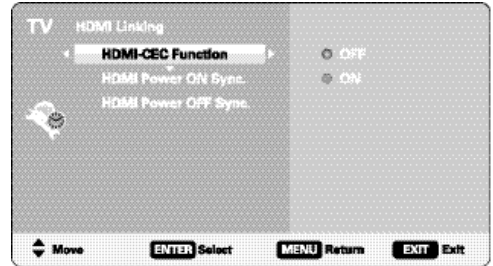 TV HDMI Linking
HDMI-CEC Function OFF
HDMI Power ON Sync. ON
HDMI Power OFF Sync.
Move ENTER Select MENU Return EXIT Exit